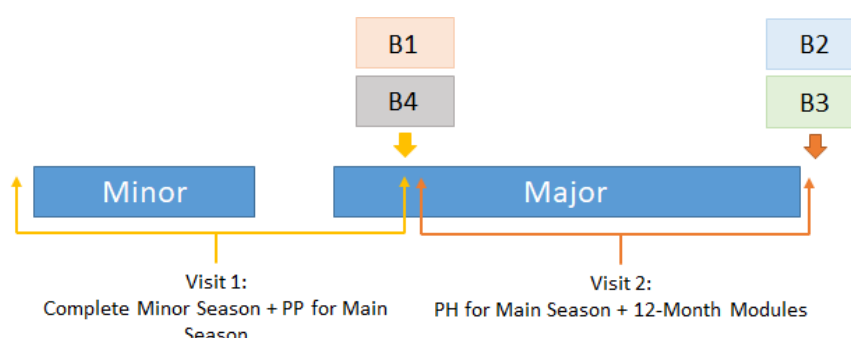 B1
B2
B4
B3
Minor
Major
Visit 1:
Complete Minor Season + PP for Main
Season
Visit 2:
PH for Main Season + 12-Month Modules